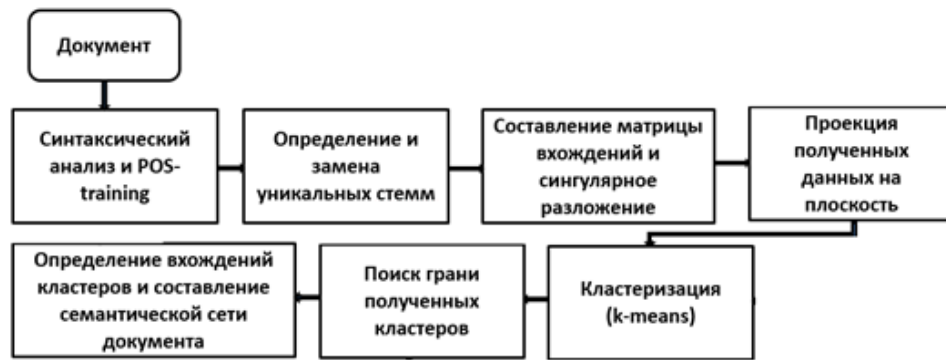 Документ
Синтаксический
анализ и POS-
training
Определение и
замена
уникальных стемм
Составление матрицы
вхождений и
сингулярное
разложение
Проекция
полученных
данных на
плоскость
Кластеризация
(k-means)
Поиск грани
полученных
кластеров
Определение вхождений
кластеров и составление
семантической сети
документа